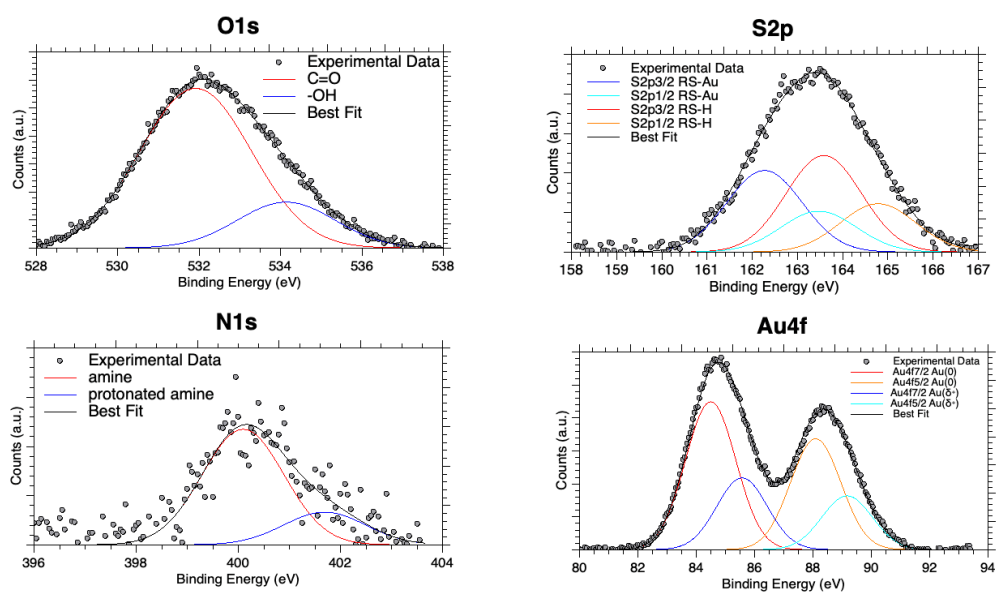 O1s
Experimental Data
C=O
-OH
Best Fit
Counts (a.u.)
528 530 532 534 536 538
Binding Energy (eV)
S2p
Experimental Data
S2p3/2 RS-Au
S2p1/2 RS-Au
S2p3/2 RS-H
S2p1/2 RS-H
Best Fit
Counts (a.u.)
158 159 160 161 162 163 164 165 166 167
Binding Energy (eV)
N1s
Experimental Data
amine
protonated amine
Best Fit
Counts (a.u.)
396 398 400 402 404
Binding Energy (eV)
Au4f
Experimental Data
Au4f7/2 Au(0)
Au4f5/2 Au(0)
Au4f7/2 Au(δ⁺)
Au4f5/2 Au(δ⁺)
Best Fit
Counts (a.u.)
80 82 84 86 88 90 92 94
Binding Energy (eV)